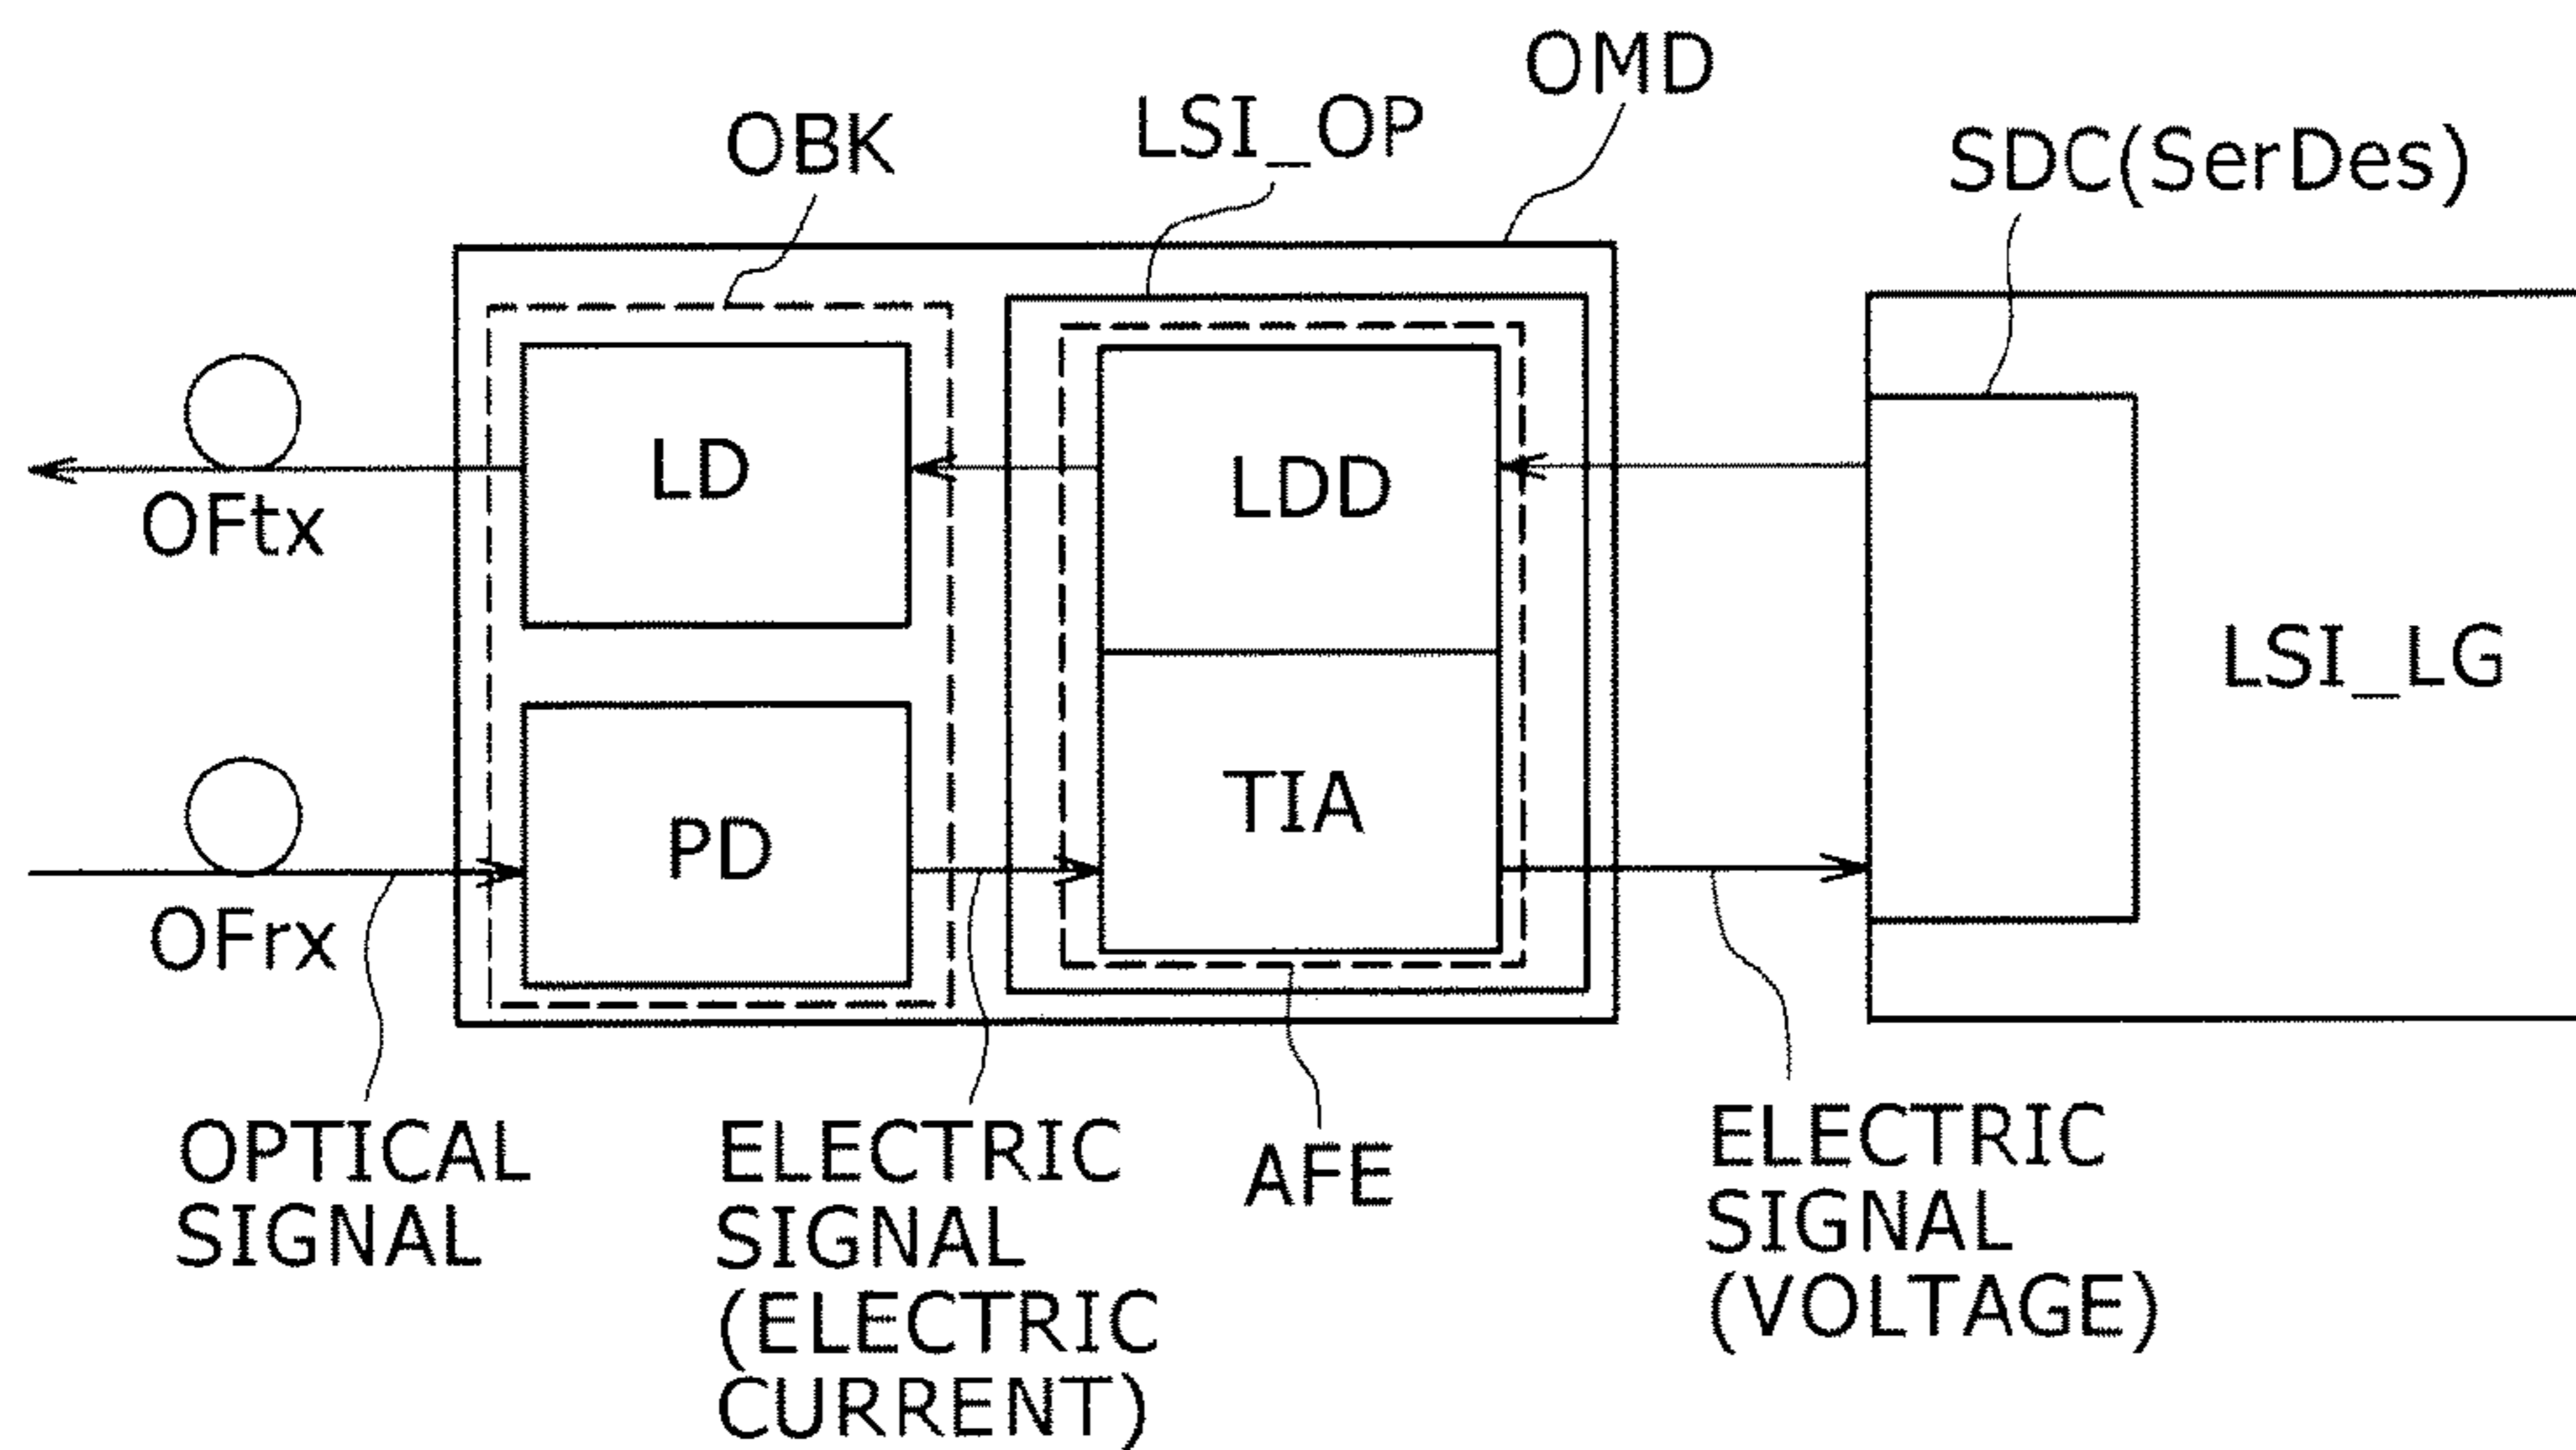 OMD
LSI_OP
OBK
SDC(SerDes)
LD
LDD
OFtx
LSI_LG
TIA
PD
OFrx
OPTICAL
SIGNAL
ELECTRIC
SIGNAL
(ELECTRIC
CURRENT)
AFE
ELECTRIC
SIGNAL
(VOLTAGE)